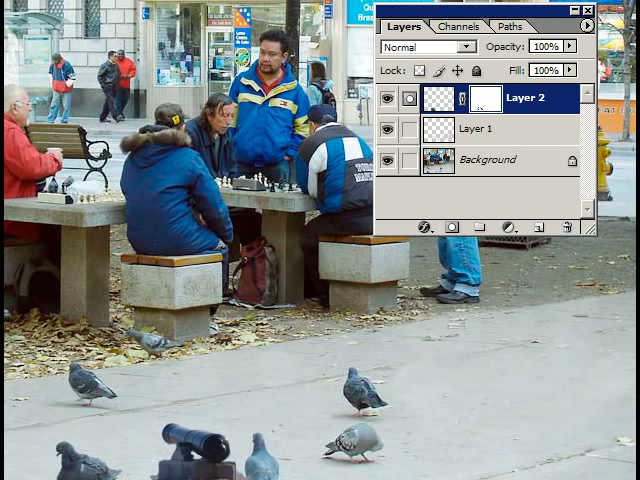 Layers Channels Paths
Normal Opacity: 100%
Lock: Fill: 100%
Layer 2
Layer 1
Background